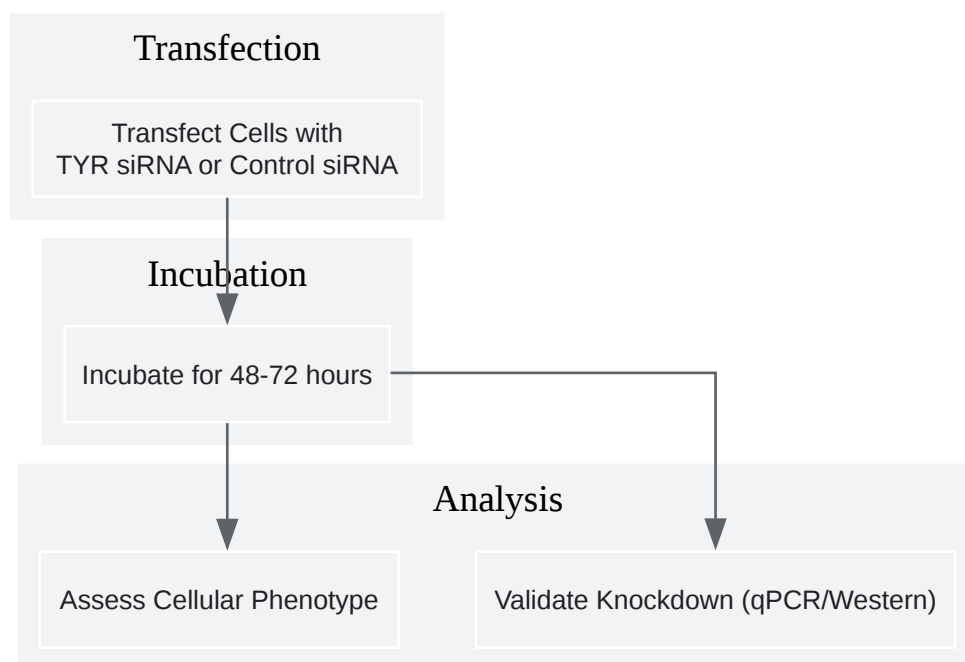 Transfection
Transfect Cells with
TYR siRNA or Control siRNA
Incubation
Incubate for 48-72 hours
Analysis
Assess Cellular Phenotype
Validate Knockdown (qPCR/Western)